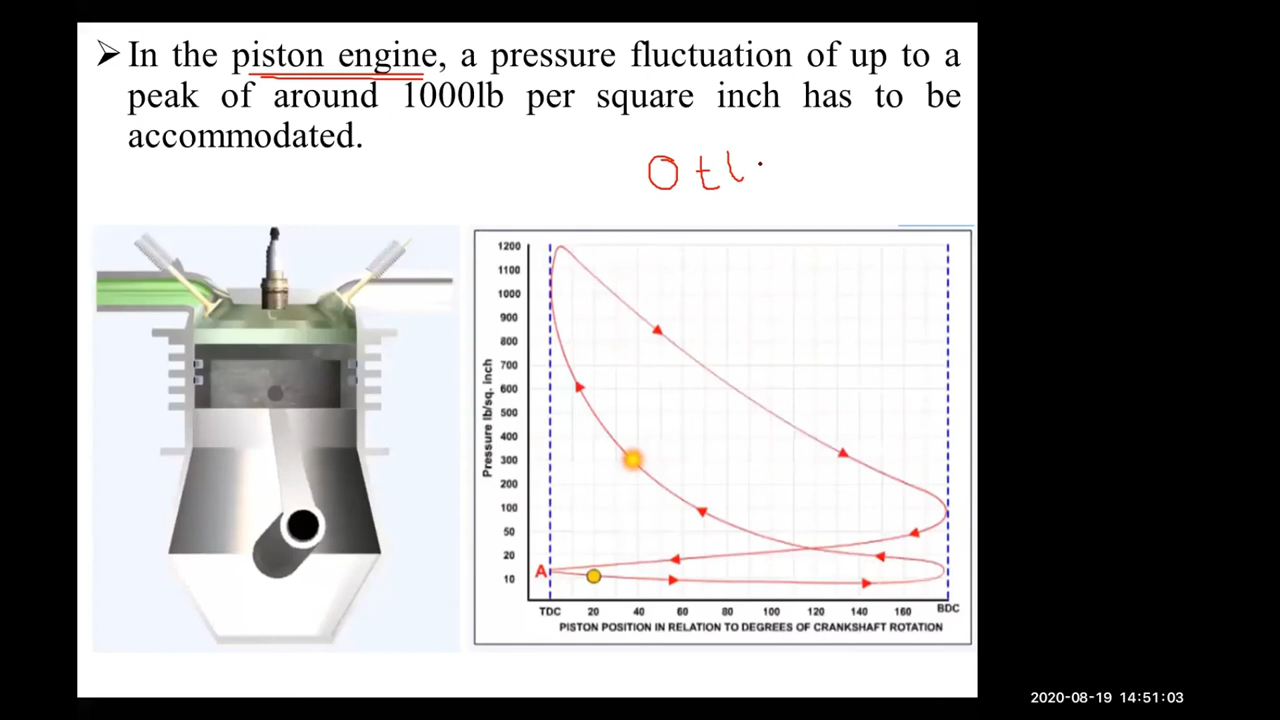 ➢ In the piston engine, a pressure fluctuation of up to a
peak of around 1000lb per square inch has to be
accommodated.
Ot
1200
1100
1000
900
800
700
600
500
400
300
200
100
50
20
10
Pressure lb/sq. inch
A
TDC 20 40 60 80 100 120 140 160 BDC
PISTON POSITION IN RELATION TO DEGREES OF CRANKSHAFT ROTATION
2020-08-19 14:51:03